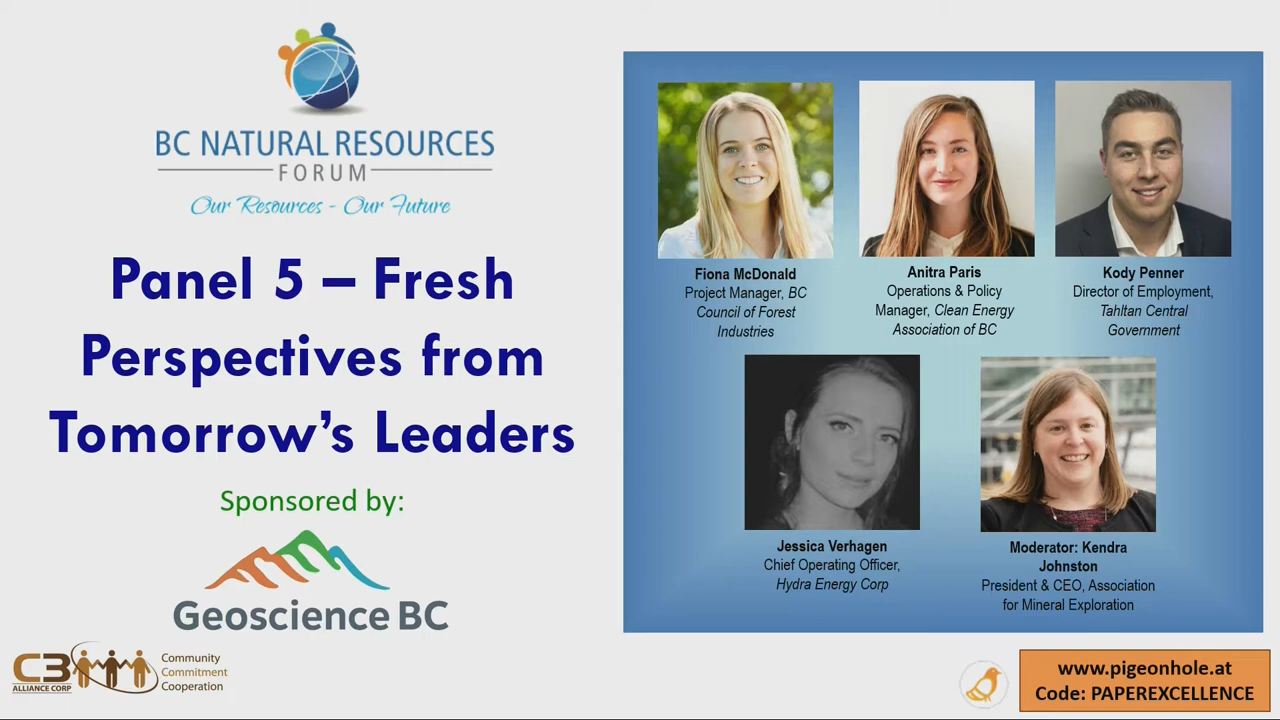 BC NATURAL RESOURCES
FORUM
Our Resources - Our Future
Panel 5 – Fresh
Perspectives from
Tomorrow's Leaders
Sponsored by:
Geoscience BC
C3
ALLIANCE CORP
Community
Commitment
Cooperation
Fiona McDonald
Project Manager, BC
Council of Forest
Industries
Anitra Paris
Operations & Policy
Manager, Clean Energy
Association of BC
Kody Penner
Director of Employment,
Tahltan Central
Government
Jessica Verhagen
Chief Operating Officer,
Hydra Energy Corp
Moderator: Kendra
Johnston
President & CEO, Association
for Mineral Exploration
www.pigeonhole.at
Code: PAPEREXCELLENCE